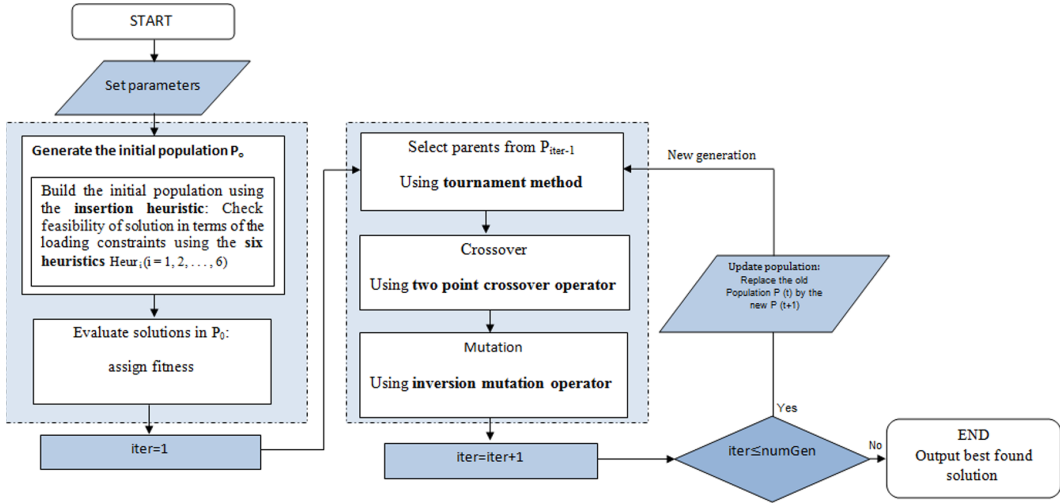 START
Set parameters
Generate the initial population Pₒ
Build the initial population using
the insertion heuristic: Check
feasibility of solution in terms of the
loading constraints using the six
heuristics Heur i(i = 1, 2, . . . , 6)
Evaluate solutions in P0:
assign fitness
iter=1
Select parents from Piter-1
Using tournament method
Crossover
Using two point crossover operator
Mutation
Using inversion mutation operator
iter=iter+1
New generation
Update population:
Replace the old
Population P (t) by the
new P (t+1)
Yes
iter≤numGen
No
END
Output best found
solution